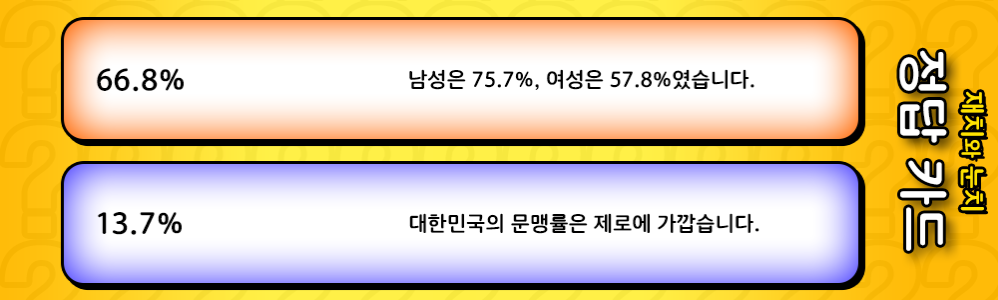 66.8%
남성은 75.7%, 여성은 57.8%였습니다.
13.7%
대한민국의 문맹률은 제로에 가깝습니다.
재치와 눈치
정답 카드